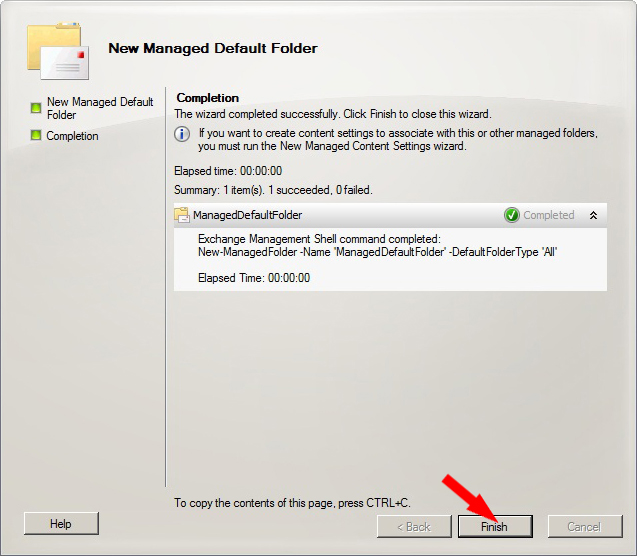 New Managed Default Folder
New Managed Default
Folder
Completion
Completion
The wizard completed successfully. Click Finish to close this wizard.
If you want to create content settings to associate with this or other managed folders,
you must run the New Managed Content Settings wizard.
Elapsed time: 00:00:00
Summary: 1 item(s). 1 succeeded, 0 failed.
ManagedDefaultFolder
Completed
Exchange Management Shell command completed:
New-ManagedFolder -Name 'ManagedDefaultFolder' -DefaultFolderType 'All'
Elapsed Time: 00:00:00
To copy the contents of this page, press CTRL+C.
Help
< Back
Finish
Cancel